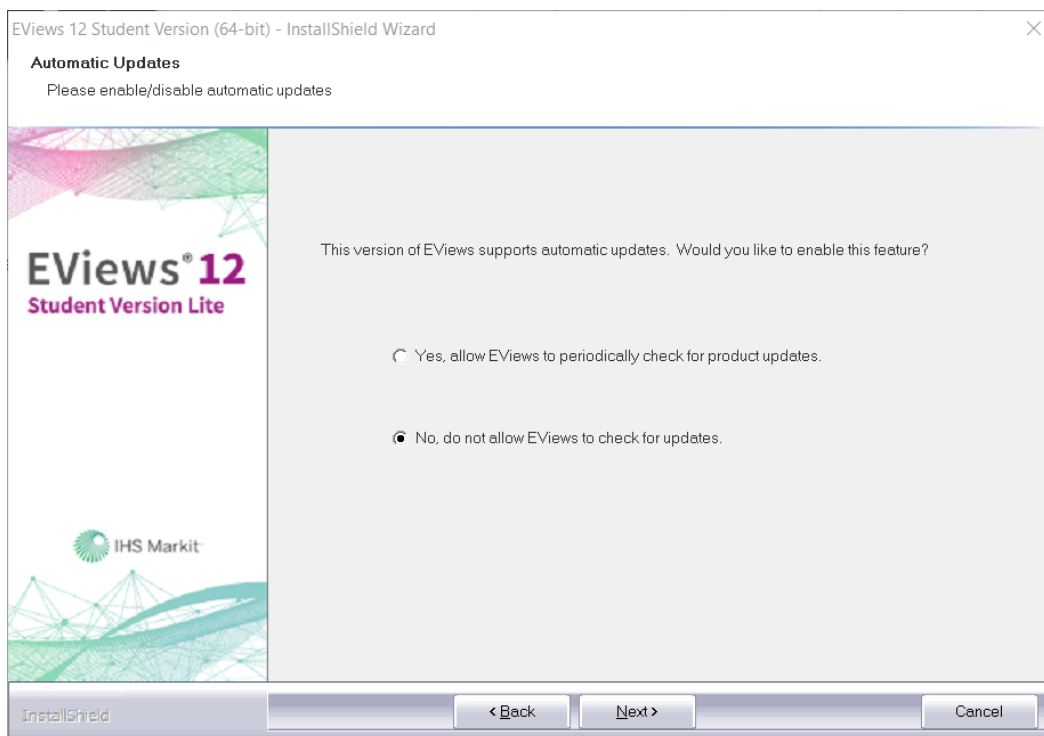 EViews 12 Student Version (64-bit) - InstallShield Wizard
Automatic Updates
Please enable/disable automatic updates
EViews® 12
Student Version Lite
This version of EViews supports automatic updates. Would you like to enable this feature?
Yes, allow EViews to periodically check for product updates.
No, do not allow EViews to check for updates.
IHS Markit™
InstallShield
< Back
Next >
Cancel